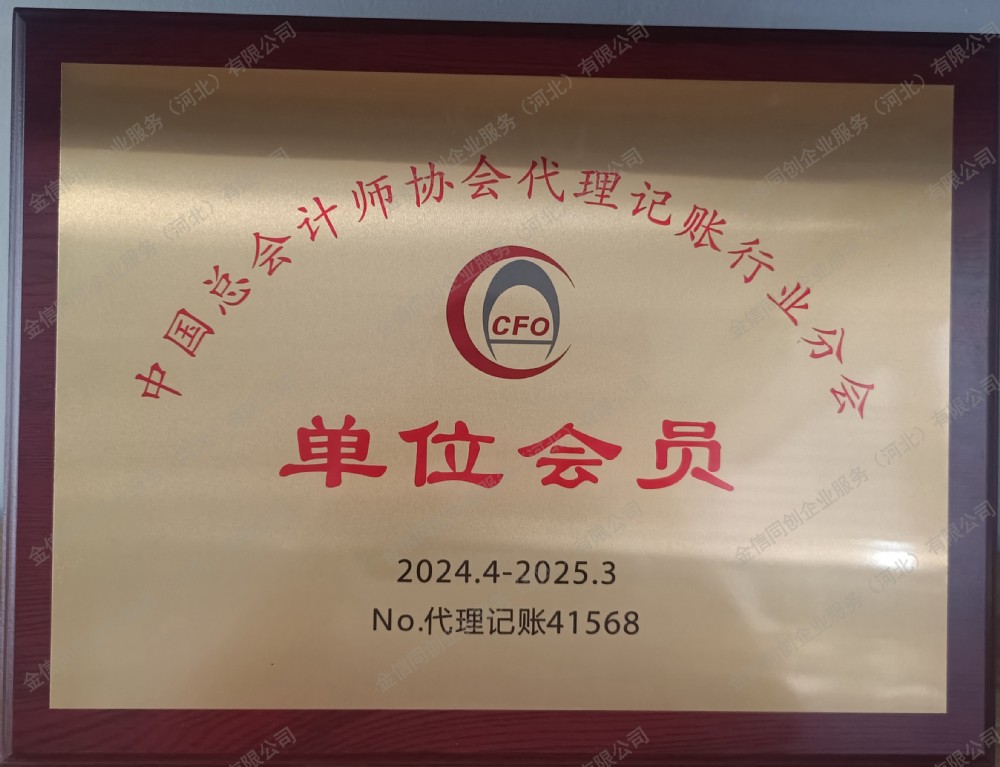 中国总会计师协会代理记账行业分会
CFO
单位会员
2024.4-2025.3
No.代理记账41568
金信同创企业服务（河北）有限公司